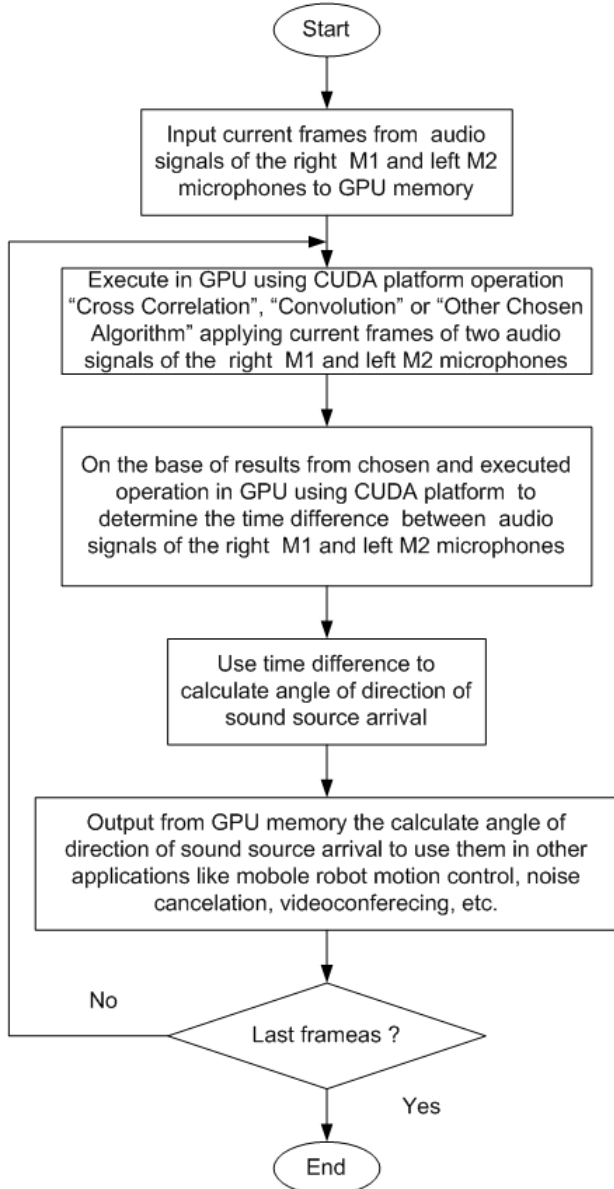 Start
Input current frames from audio
signals of the right M1 and left M2
microphones to GPU memory
Execute in GPU using CUDA platform operation
“Cross Correlation”, “Convolution” or “Other Chosen
Algorithm” applying current frames of two audio
signals of the right M1 and left M2 microphones
On the base of results from chosen and executed
operation in GPU using CUDA platform to
determine the time difference between audio
signals of the right M1 and left M2 microphones
Use time difference to
calculate angle of direction of
sound source arrival
Output from GPU memory the calculate angle of
direction of sound source arrival to use them in other
applications like mobole robot motion control, noise
cancelation, videoconferecing, etc.
No
Last frameas ?
Yes
End